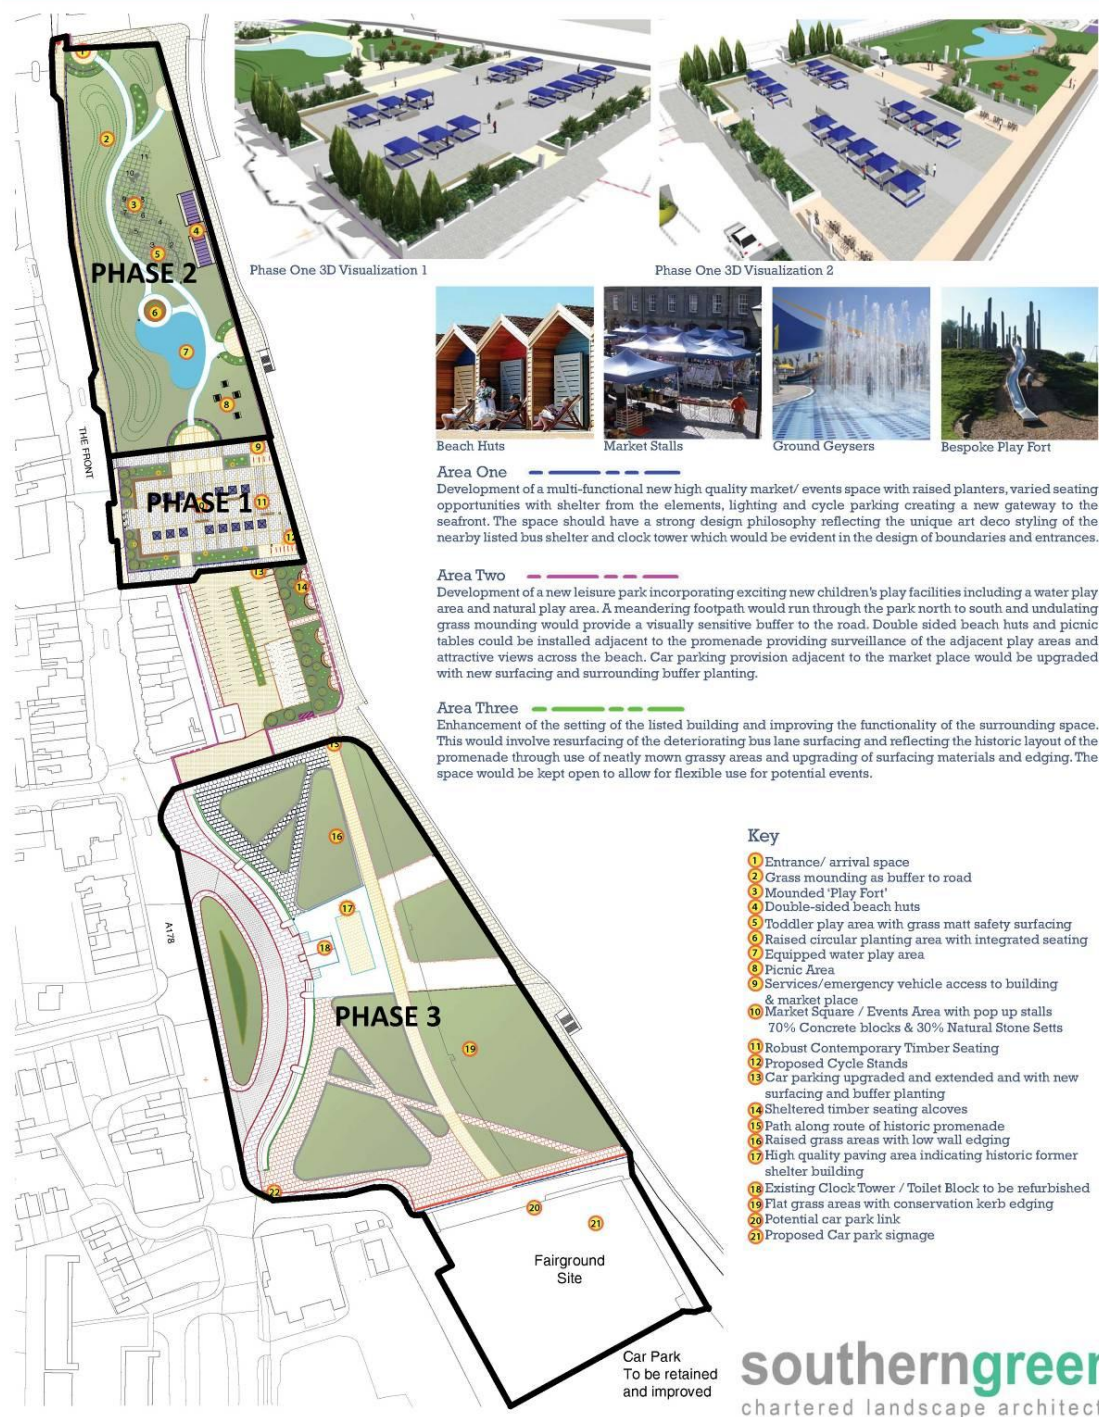 Phase One 3D Visualization 1
Phase One 3D Visualization 2
Beach Huts
Market Stalls
Ground Geysers
Bespoke Play Fort
PHASE 2
THE FRONT
PHASE 1
Area One
Development of a multi-functional new high quality market/ events space with raised planters, varied seating
opportunities with shelter from the elements, lighting and cycle parking creating a new gateway to the
seafront. The space should have a strong design philosophy reflecting the unique art deco styling of the
nearby listed bus shelter and clock tower which would be evident in the design of boundaries and entrances.
Area Two
Development of a new leisure park incorporating exciting new children's play facilities including a water play
area and natural play area. A meandering footpath would run through the park north to south and undulating
grass mounding would provide a visually sensitive buffer to the road. Double sided beach huts and picnic
tables could be installed adjacent to the promenade providing surveillance of the adjacent play areas and
attractive views across the beach. Car parking provision adjacent to the market place would be upgraded
with new surfacing and surrounding buffer planting.
Area Three
Enhancement of the setting of the listed building and improving the functionality of the surrounding space.
This would involve resurfacing of the deteriorating bus lane surfacing and reflecting the historic layout of the
promenade through use of neatly mown grassy areas and upgrading of surfacing materials and edging. The
space would be kept open to allow for flexible use for potential events.
A178
PHASE 3
Key
1 Entrance/ arrival space
2 Grass mounding as buffer to road
3 Mounded 'Play Fort'
4 Double-sided beach huts
5 Toddler play area with grass matt safety surfacing
6 Raised circular planting area with integrated seating
7 Equipped water play area
8 Picnic Area
9 Services/emergency vehicle access to building
& market place
10 Market Square / Events Area with pop up stalls
70% Concrete blocks & 30% Natural Stone Setts
11 Robust Contemporary Timber Seating
12 Proposed Cycle Stands
13 Car parking upgraded and extended and with new
surfacing and buffer planting
14 Sheltered timber seating alcoves
15 Path along route of historic promenade
16 Raised grass areas with low wall edging
17 High quality paving area indicating historic former
shelter building
18 Existing Clock Tower / Toilet Block to be refurbished
19 Flat grass areas with conservation kerb edging
20 Potential car park link
21 Proposed Car park signage
Fairground
Site
Car Park
To be retained
and improved
southerngreen
chartered landscape architect